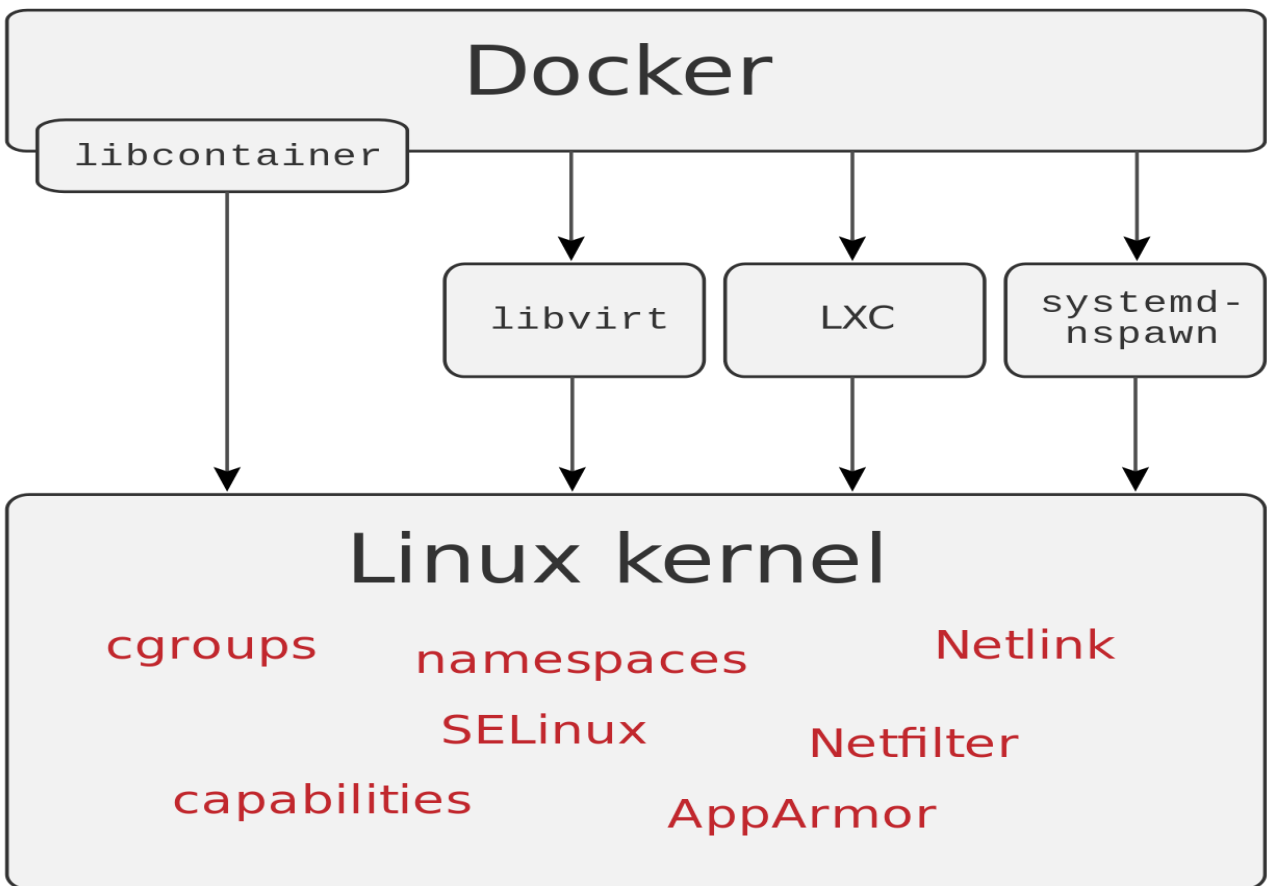 Docker
libcontainer
libvirt
LXC
systemd-
nspawn
Linux kernel
cgroups
namespaces
Netlink
SELinux
Netfilter
capabilities
AppArmor